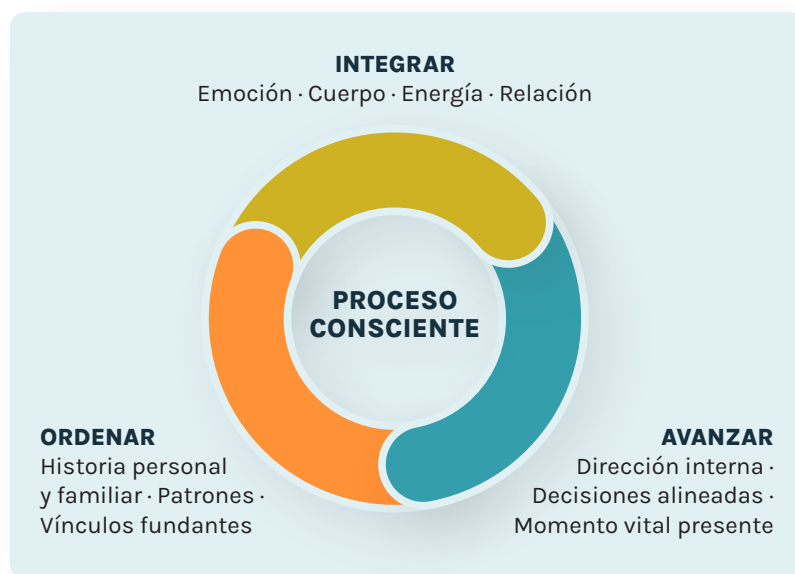 INTEGRAR
Emoción · Cuerpo · Energía · Relación
PROCESO
CONSCIENTE
ORDENAR
Historia personal
y familiar · Patrones ·
Vínculos fundantes
AVANZAR
Dirección interna ·
Decisiones alineadas ·
Momento vital presente